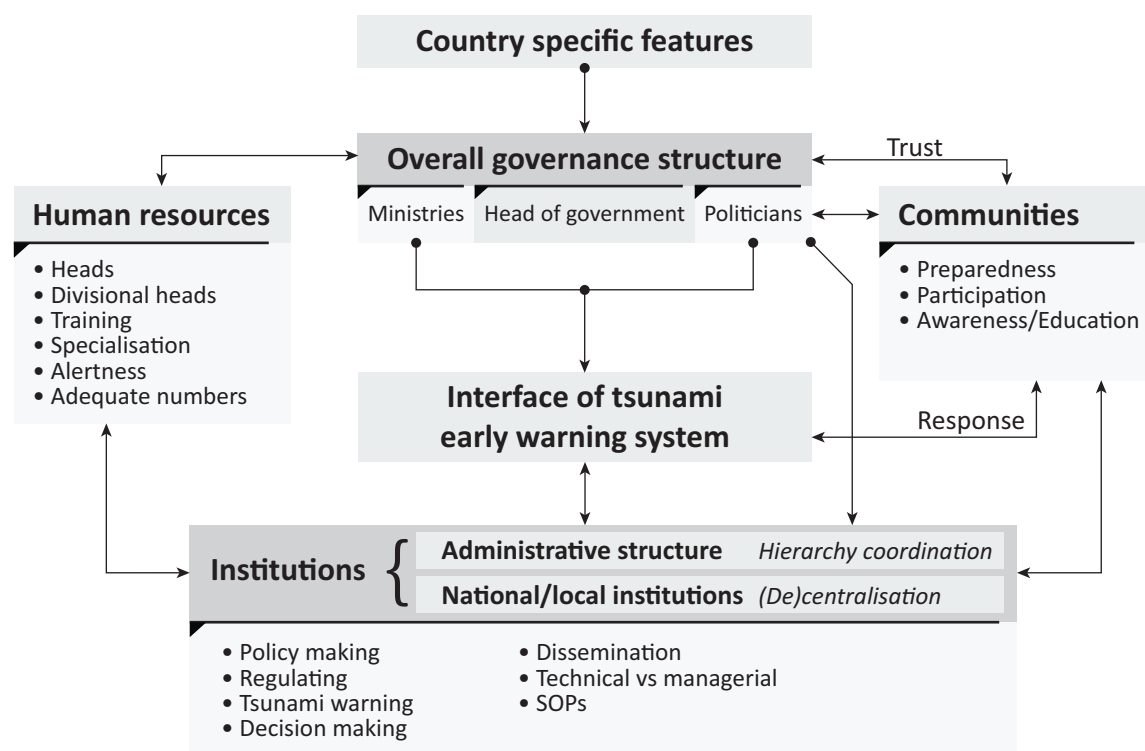 Country specific features
Overall governance structure
Trust
Human resources
Ministries
Head of government
Politicians
Communities
• Heads
• Divisional heads
• Training
• Specialisation
• Alertness
• Adequate numbers
• Preparedness
• Participation
• Awareness/Education
Interface of tsunami
early warning system
Response
Institutions
{
Administrative structure Hierarchy coordination
National/local institutions (De)centralisation
• Policy making
• Regulating
• Tsunami warning
• Decision making
• Dissemination
• Technical vs managerial
• SOPs